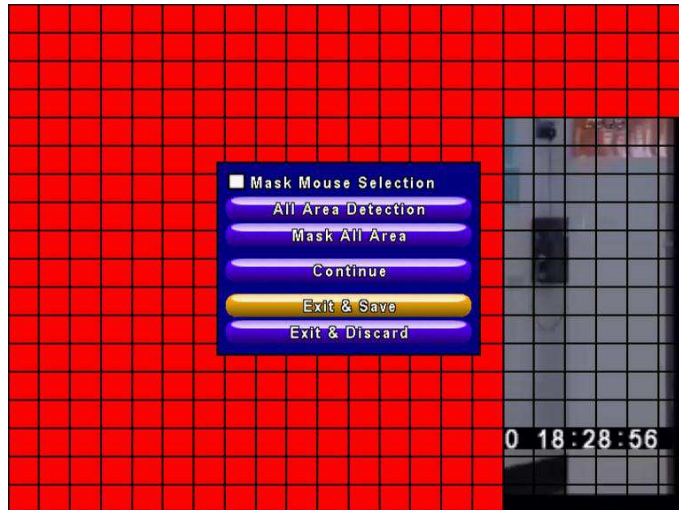 Mask Mouse Selection
All Area Detection
Mask All Area
Continue
Exit & Save
Exit & Discard
0 18:28:56